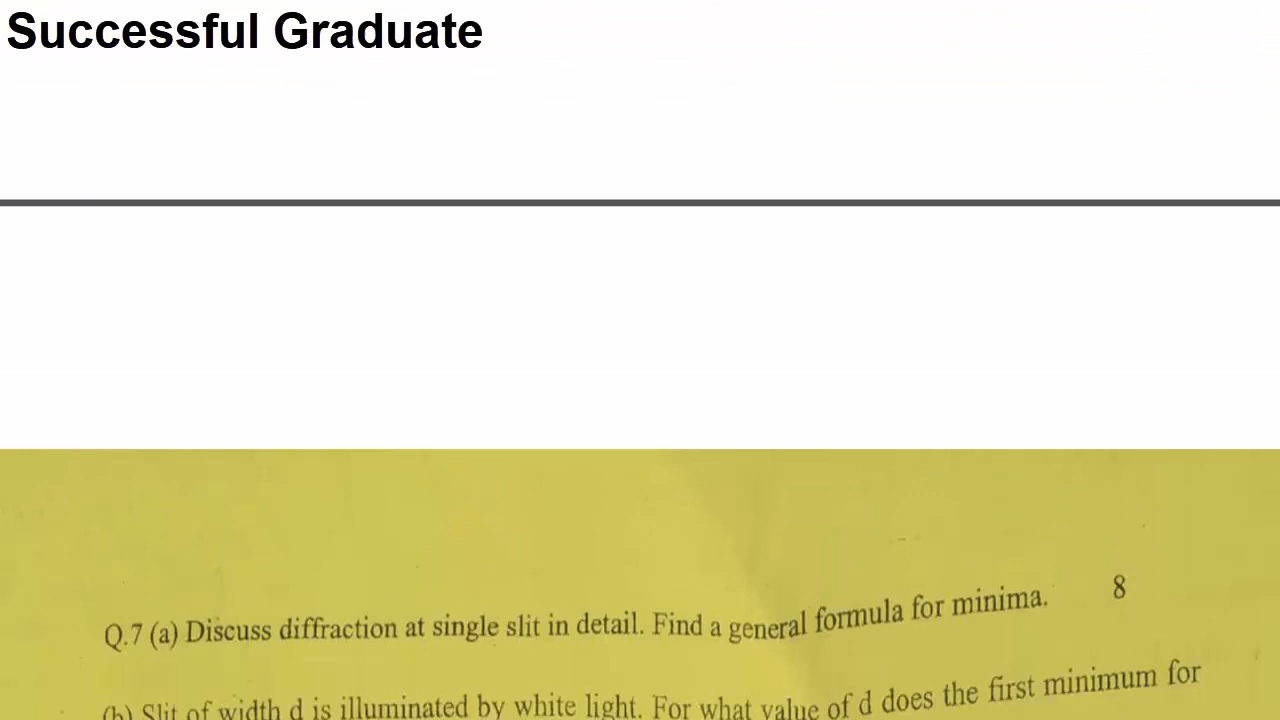 Successful Graduate
Q.7 (a) Discuss diffraction at single slit in detail. Find a general formula for minima. 8
(b) Slit of width d is illuminated by white light. For what value of d does the first minimum for